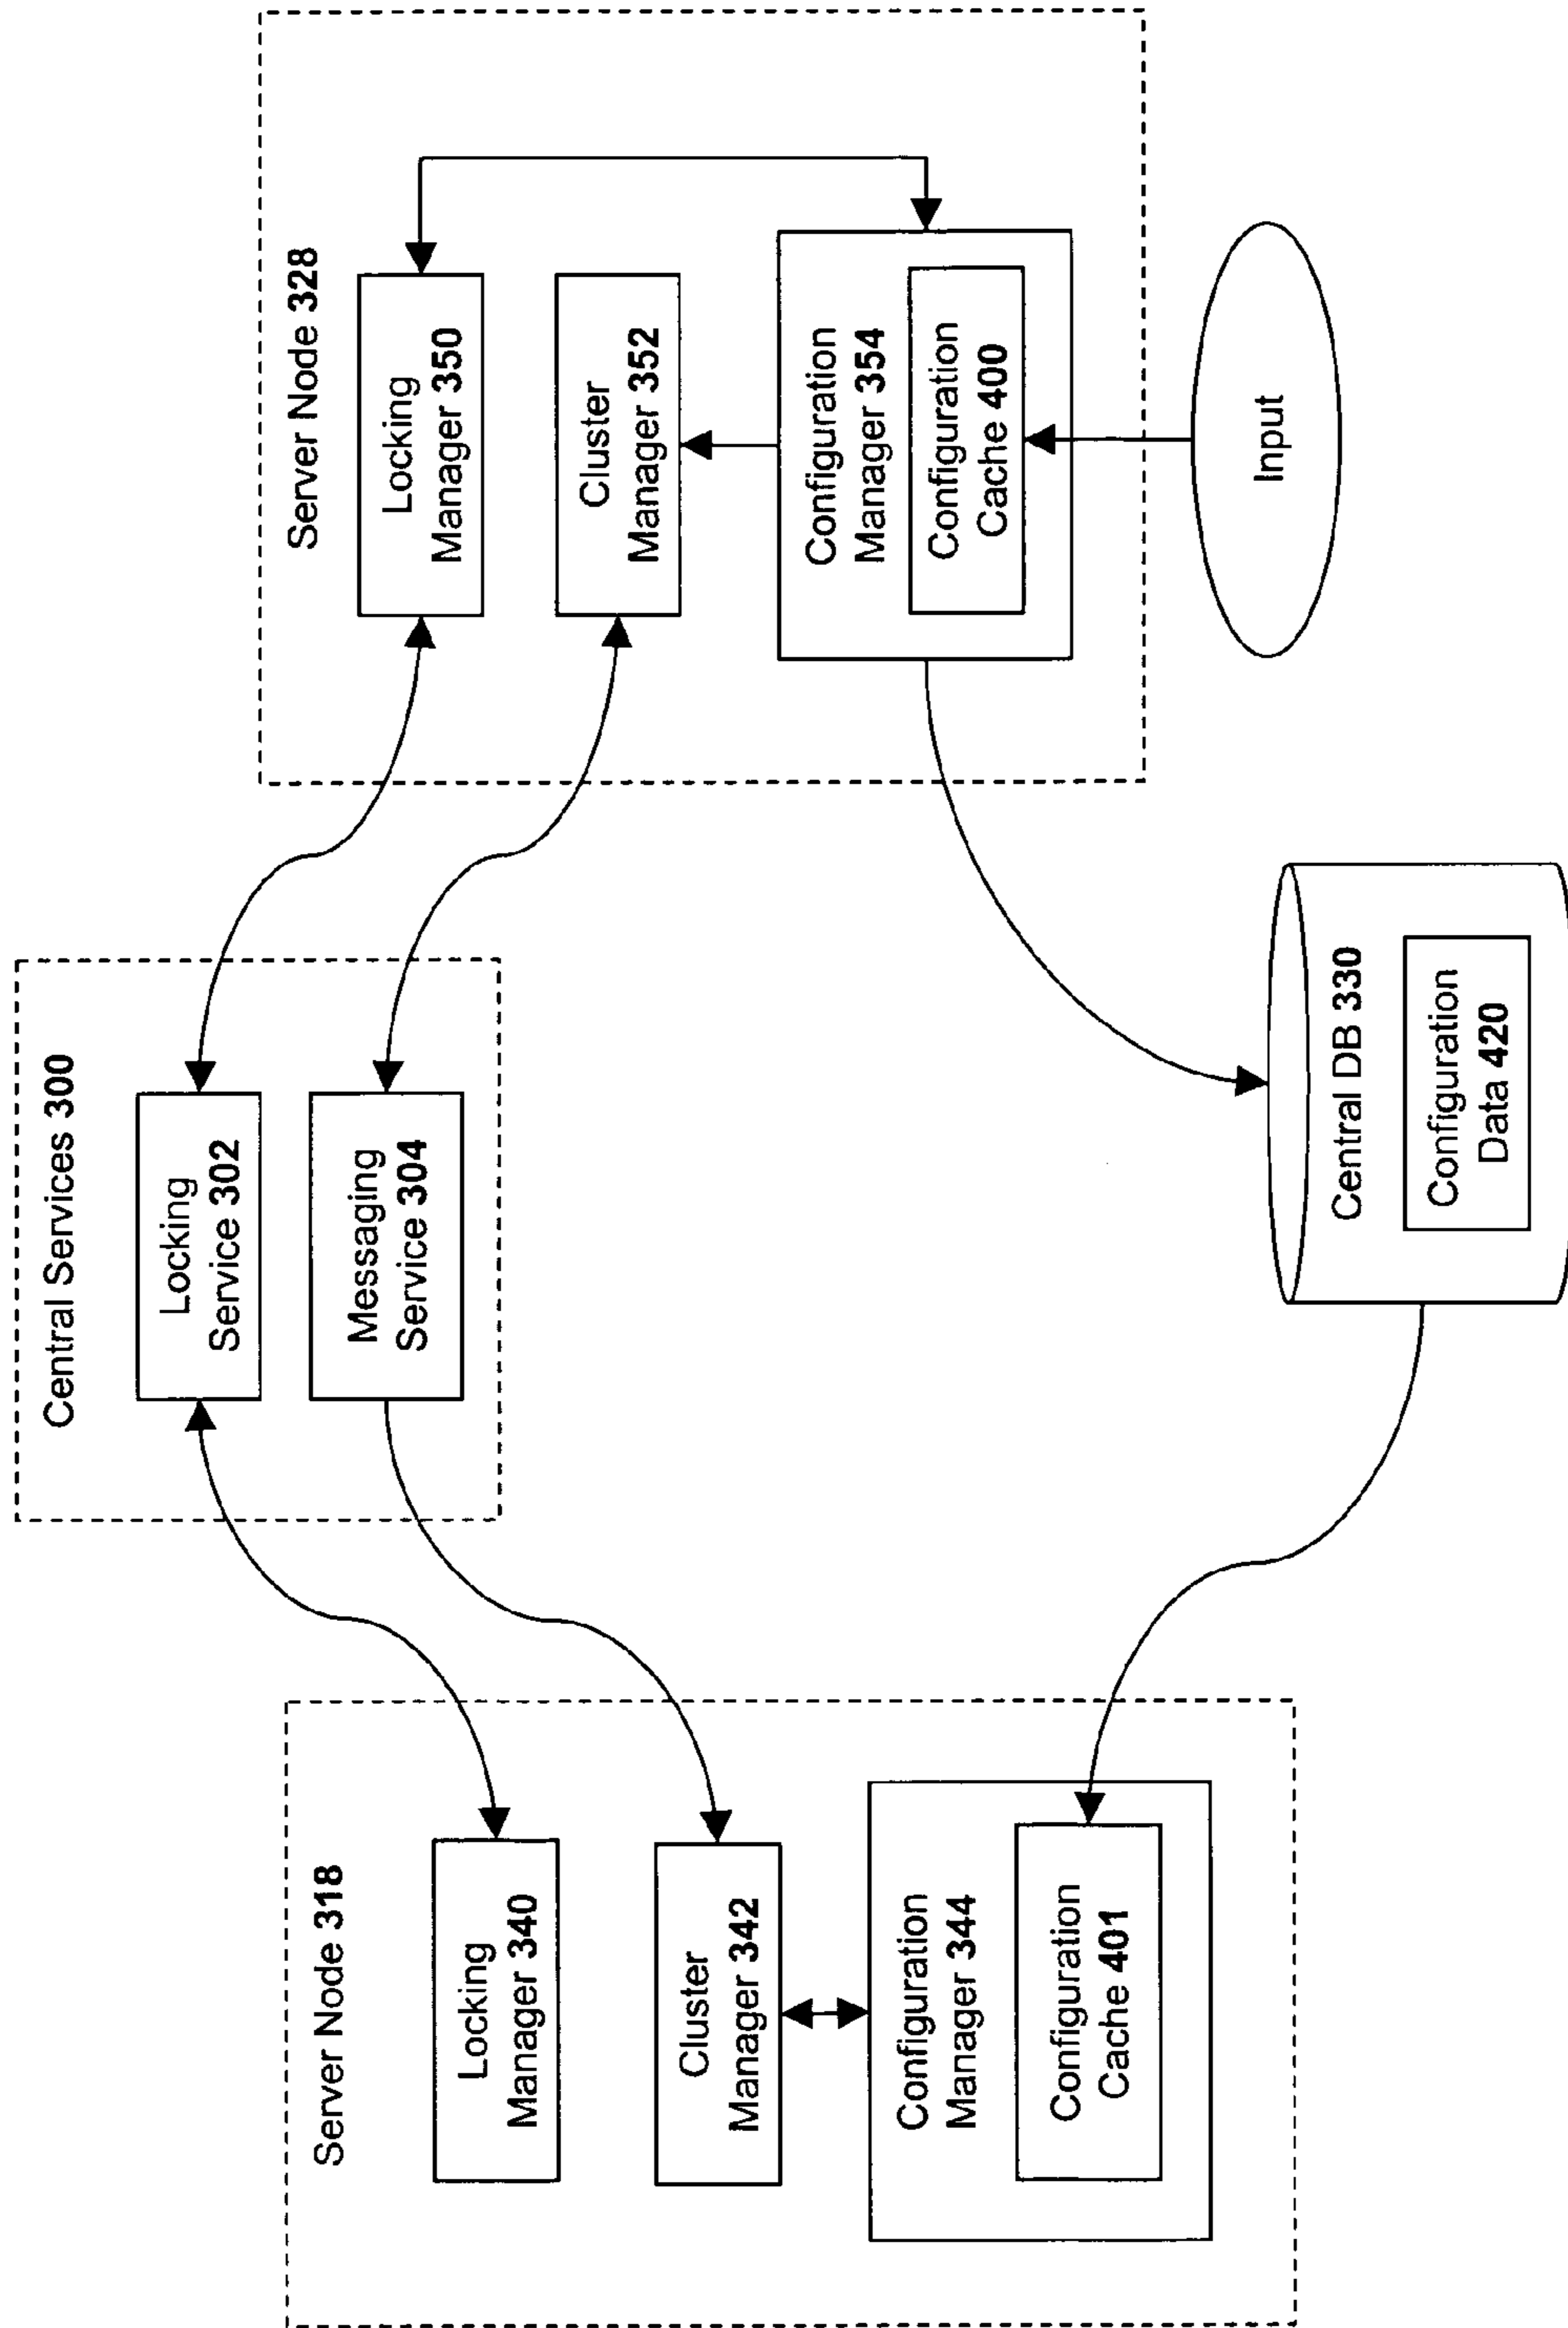 Central Services 300
Locking
Service 302
Messaging
Service 304
Server Node 318
Locking
Manager 340
Cluster
Manager 342
Configuration
Manager 344
Configuration
Cache 401
Server Node 328
Locking
Manager 350
Cluster
Manager 352
Configuration
Manager 354
Configuration
Cache 400
Input
Central DB 330
Configuration
Data 420